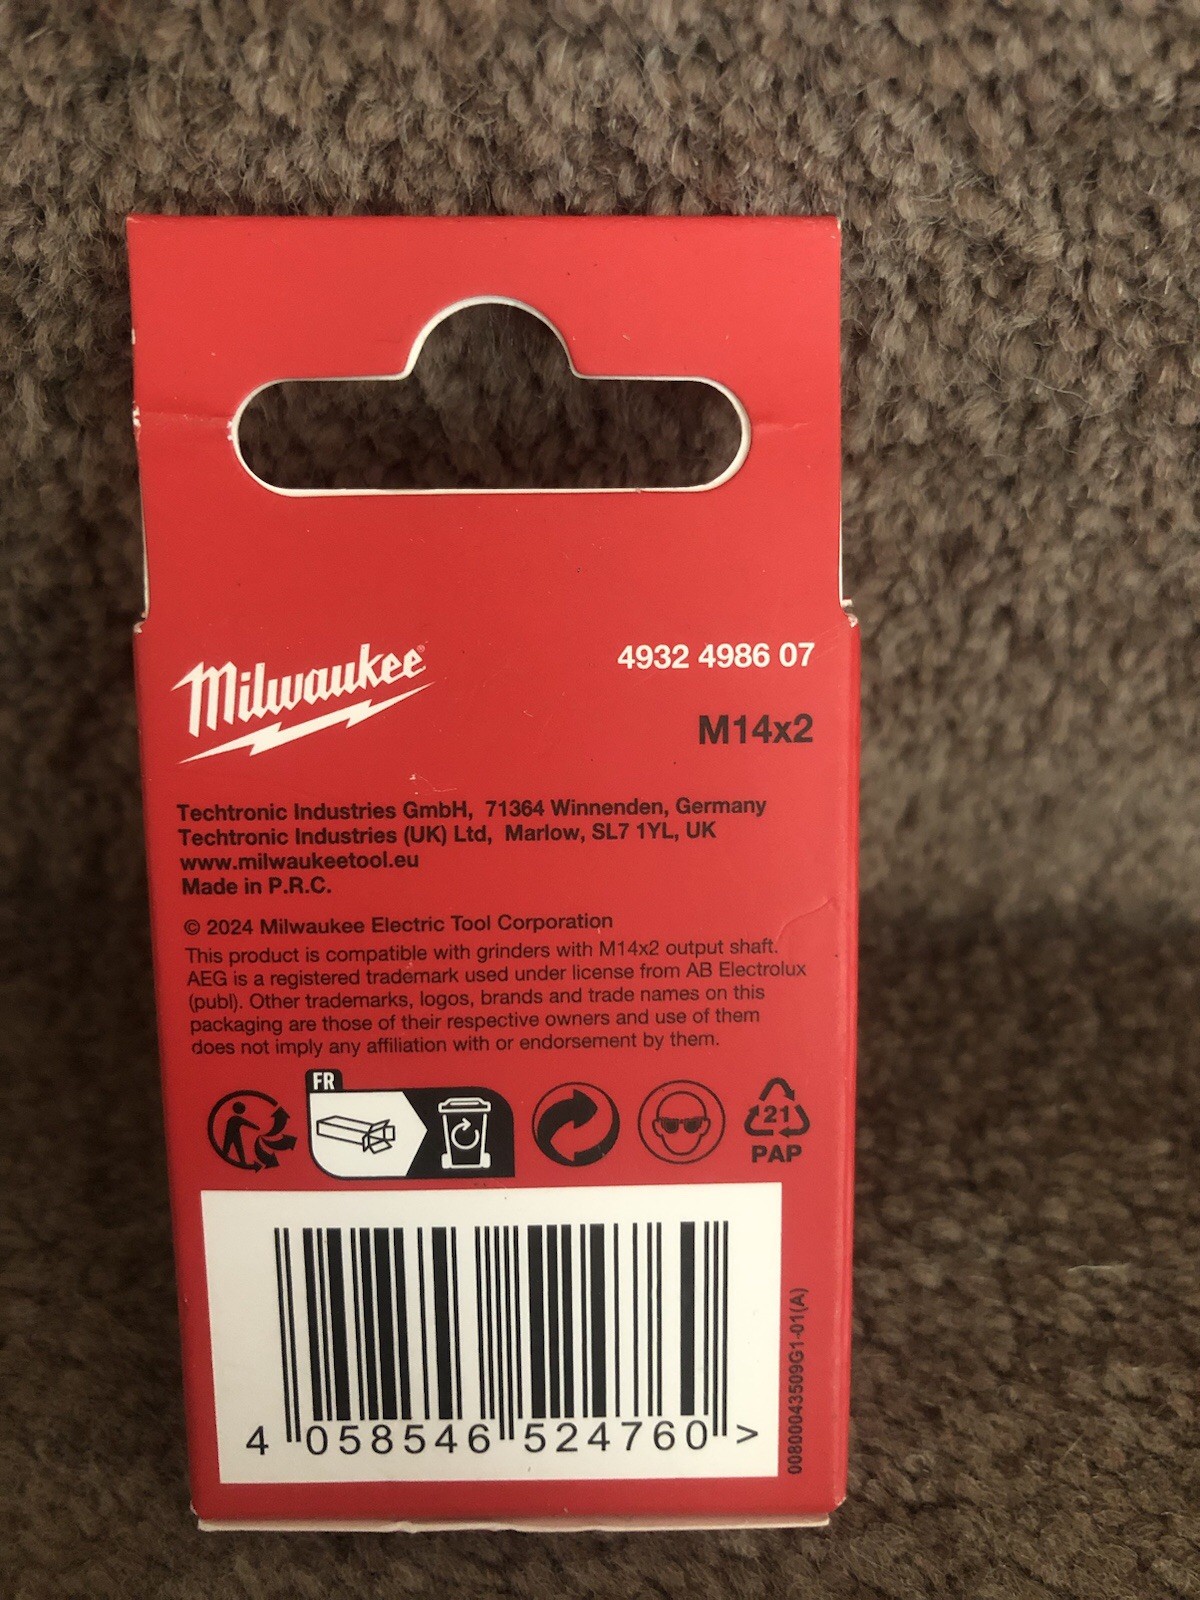 Milwaukee®
4932 4986 07
M14x2
Techtronic Industries GmbH, 71364 Winnenden, Germany
Techtronic Industries (UK) Ltd, Marlow, SL7 1YL, UK
www.milwaukeetool.eu
Made in P.R.C.
© 2024 Milwaukee Electric Tool Corporation
This product is compatible with grinders with M14x2 output shaft.
AEG is a registered trademark used under license from AB Electrolux
(publ). Other trademarks, logos, brands and trade names on this
packaging are those of their respective owners and use of them
does not imply any affiliation with or endorsement by them.
FR
21
PAP
4 058546 524760 >
00800043509G1-01(A)